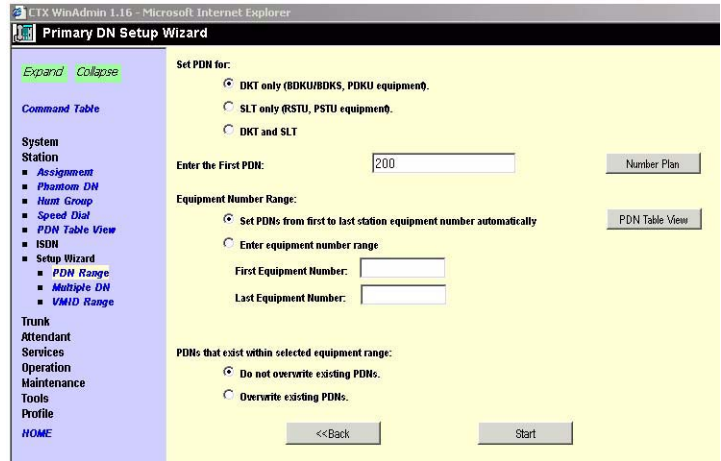 CTX WinAdmin 1.16 - Microsoft Internet Explorer
Primary DN Setup Wizard
Expand Collapse
Command Table
System
Station
Assignment
Phantom DN
Hunt Group
Speed Dial
PDN Table View
ISDN
Setup Wizard
PDN Range
Multiple DN
VMID Range
Trunk
Attendant
Services
Operation
Maintenance
Tools
Profile
HOME
Set PDN for:
DKT only (BDKU/BDKS, PDKU equipment).
SLT only (RSTU, PSTU equipment).
DKT and SLT
Enter the First PDN: 200 Number Plan
Equipment Number Range:
Set PDNs from first to last station equipment number automatically PDN Table View
Enter equipment number range
First Equipment Number:
Last Equipment Number:
PDNs that exist within selected equipment range:
Do not overwrite existing PDNs.
Overwrite existing PDNs.
<<Back Start